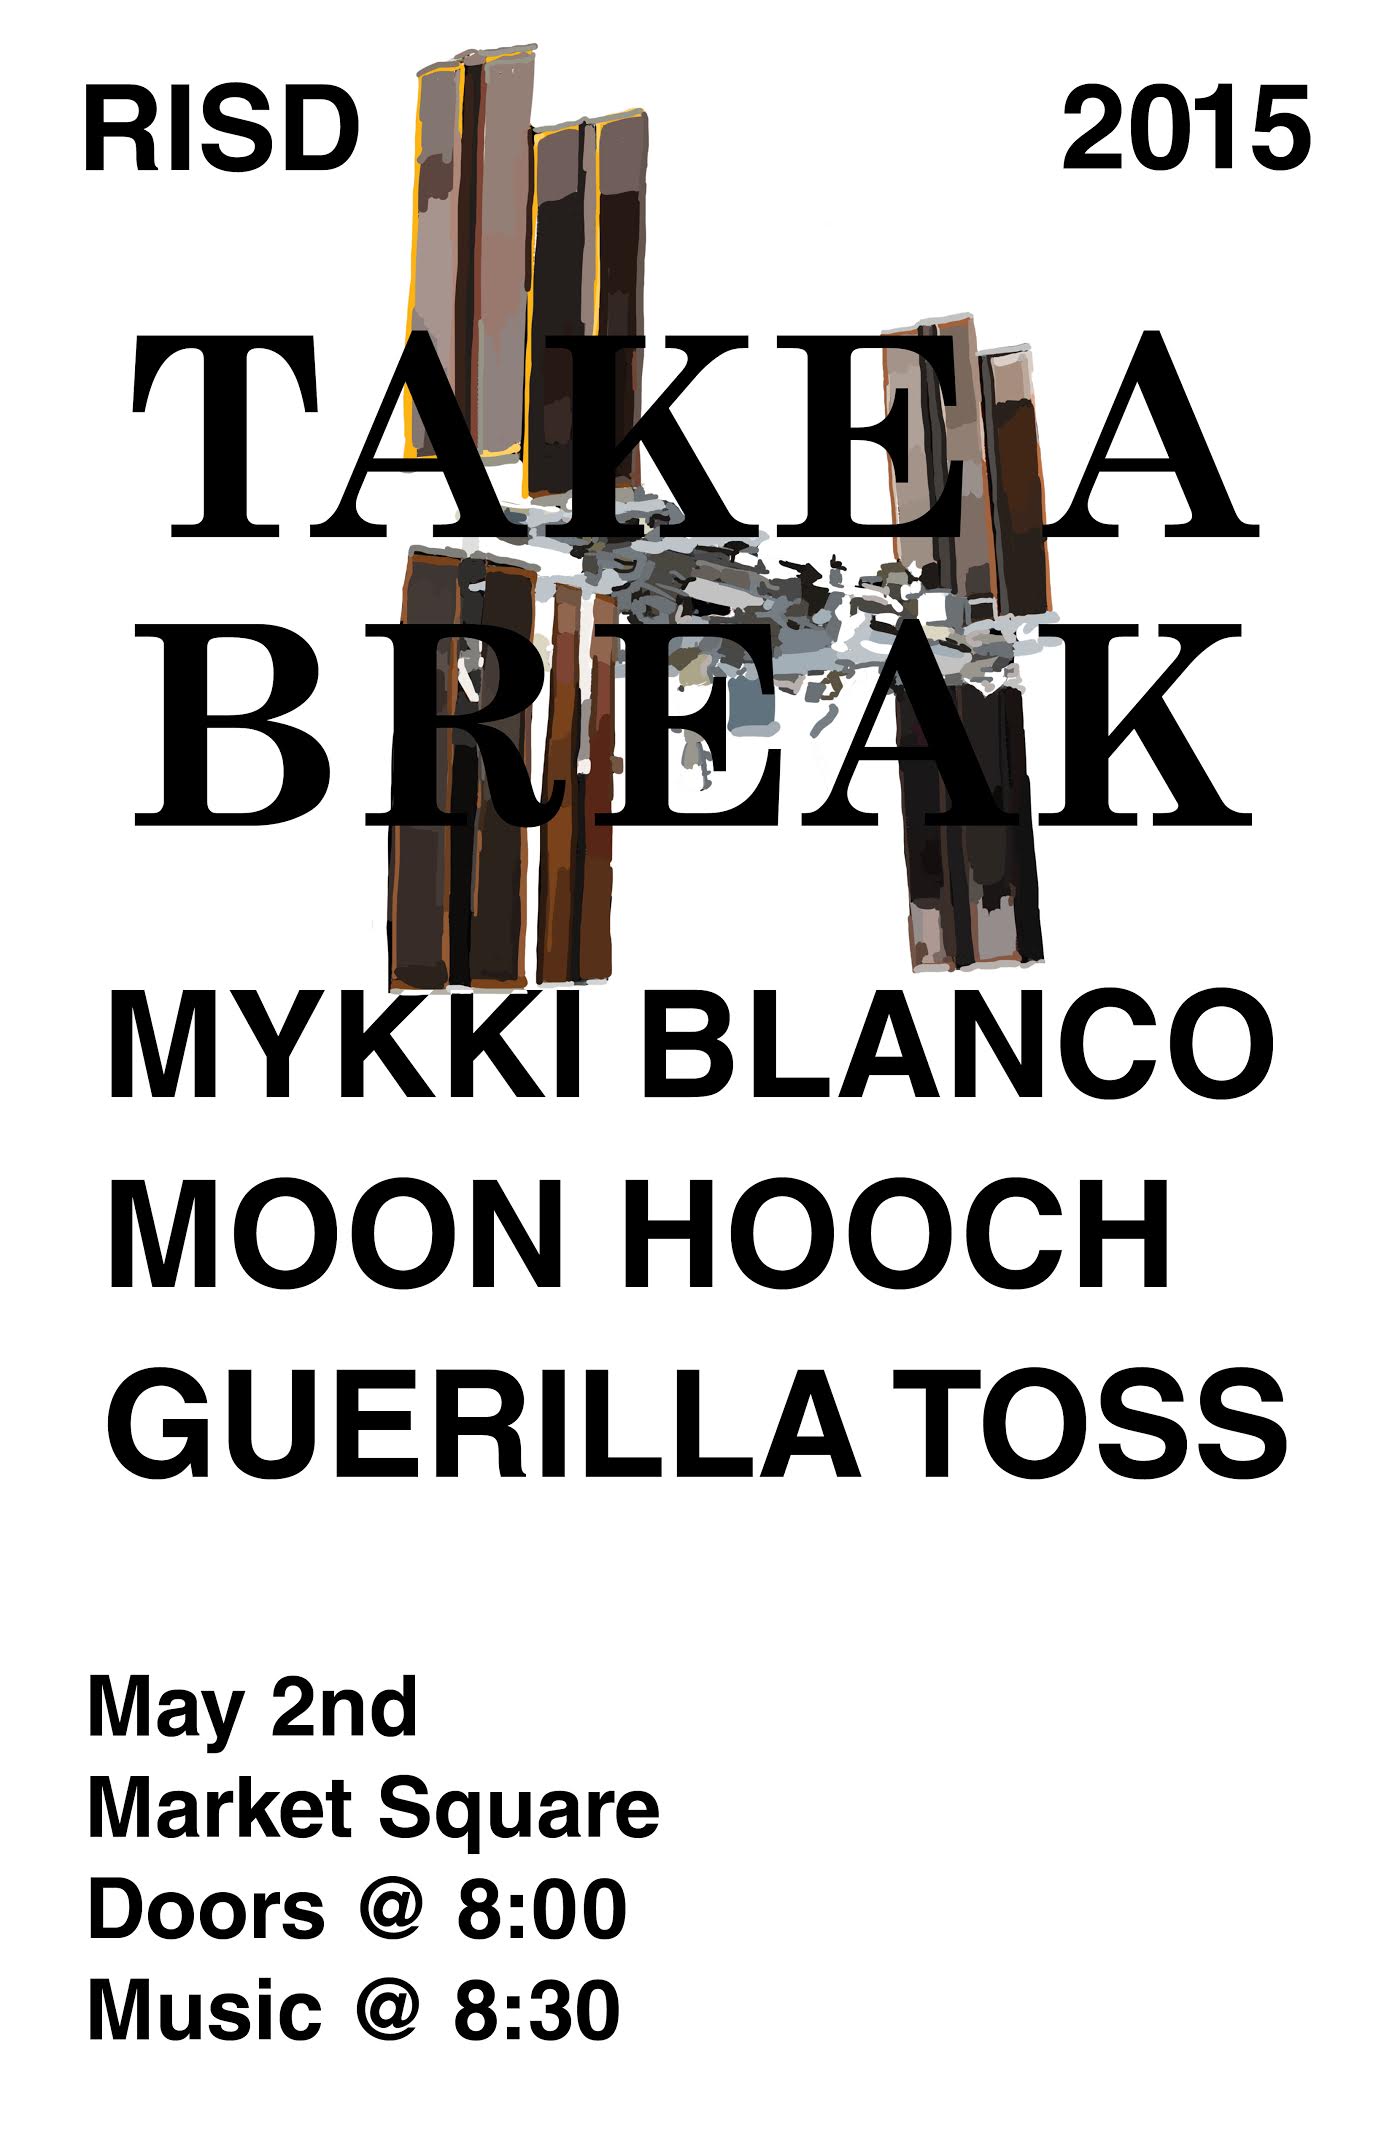 RISD 2015
TAKE A
BREAK
MYKKI BLANCO
MOON HOOCH
GUERILLA TOSS
May 2nd
Market Square
Doors @ 8:00
Music @ 8:30